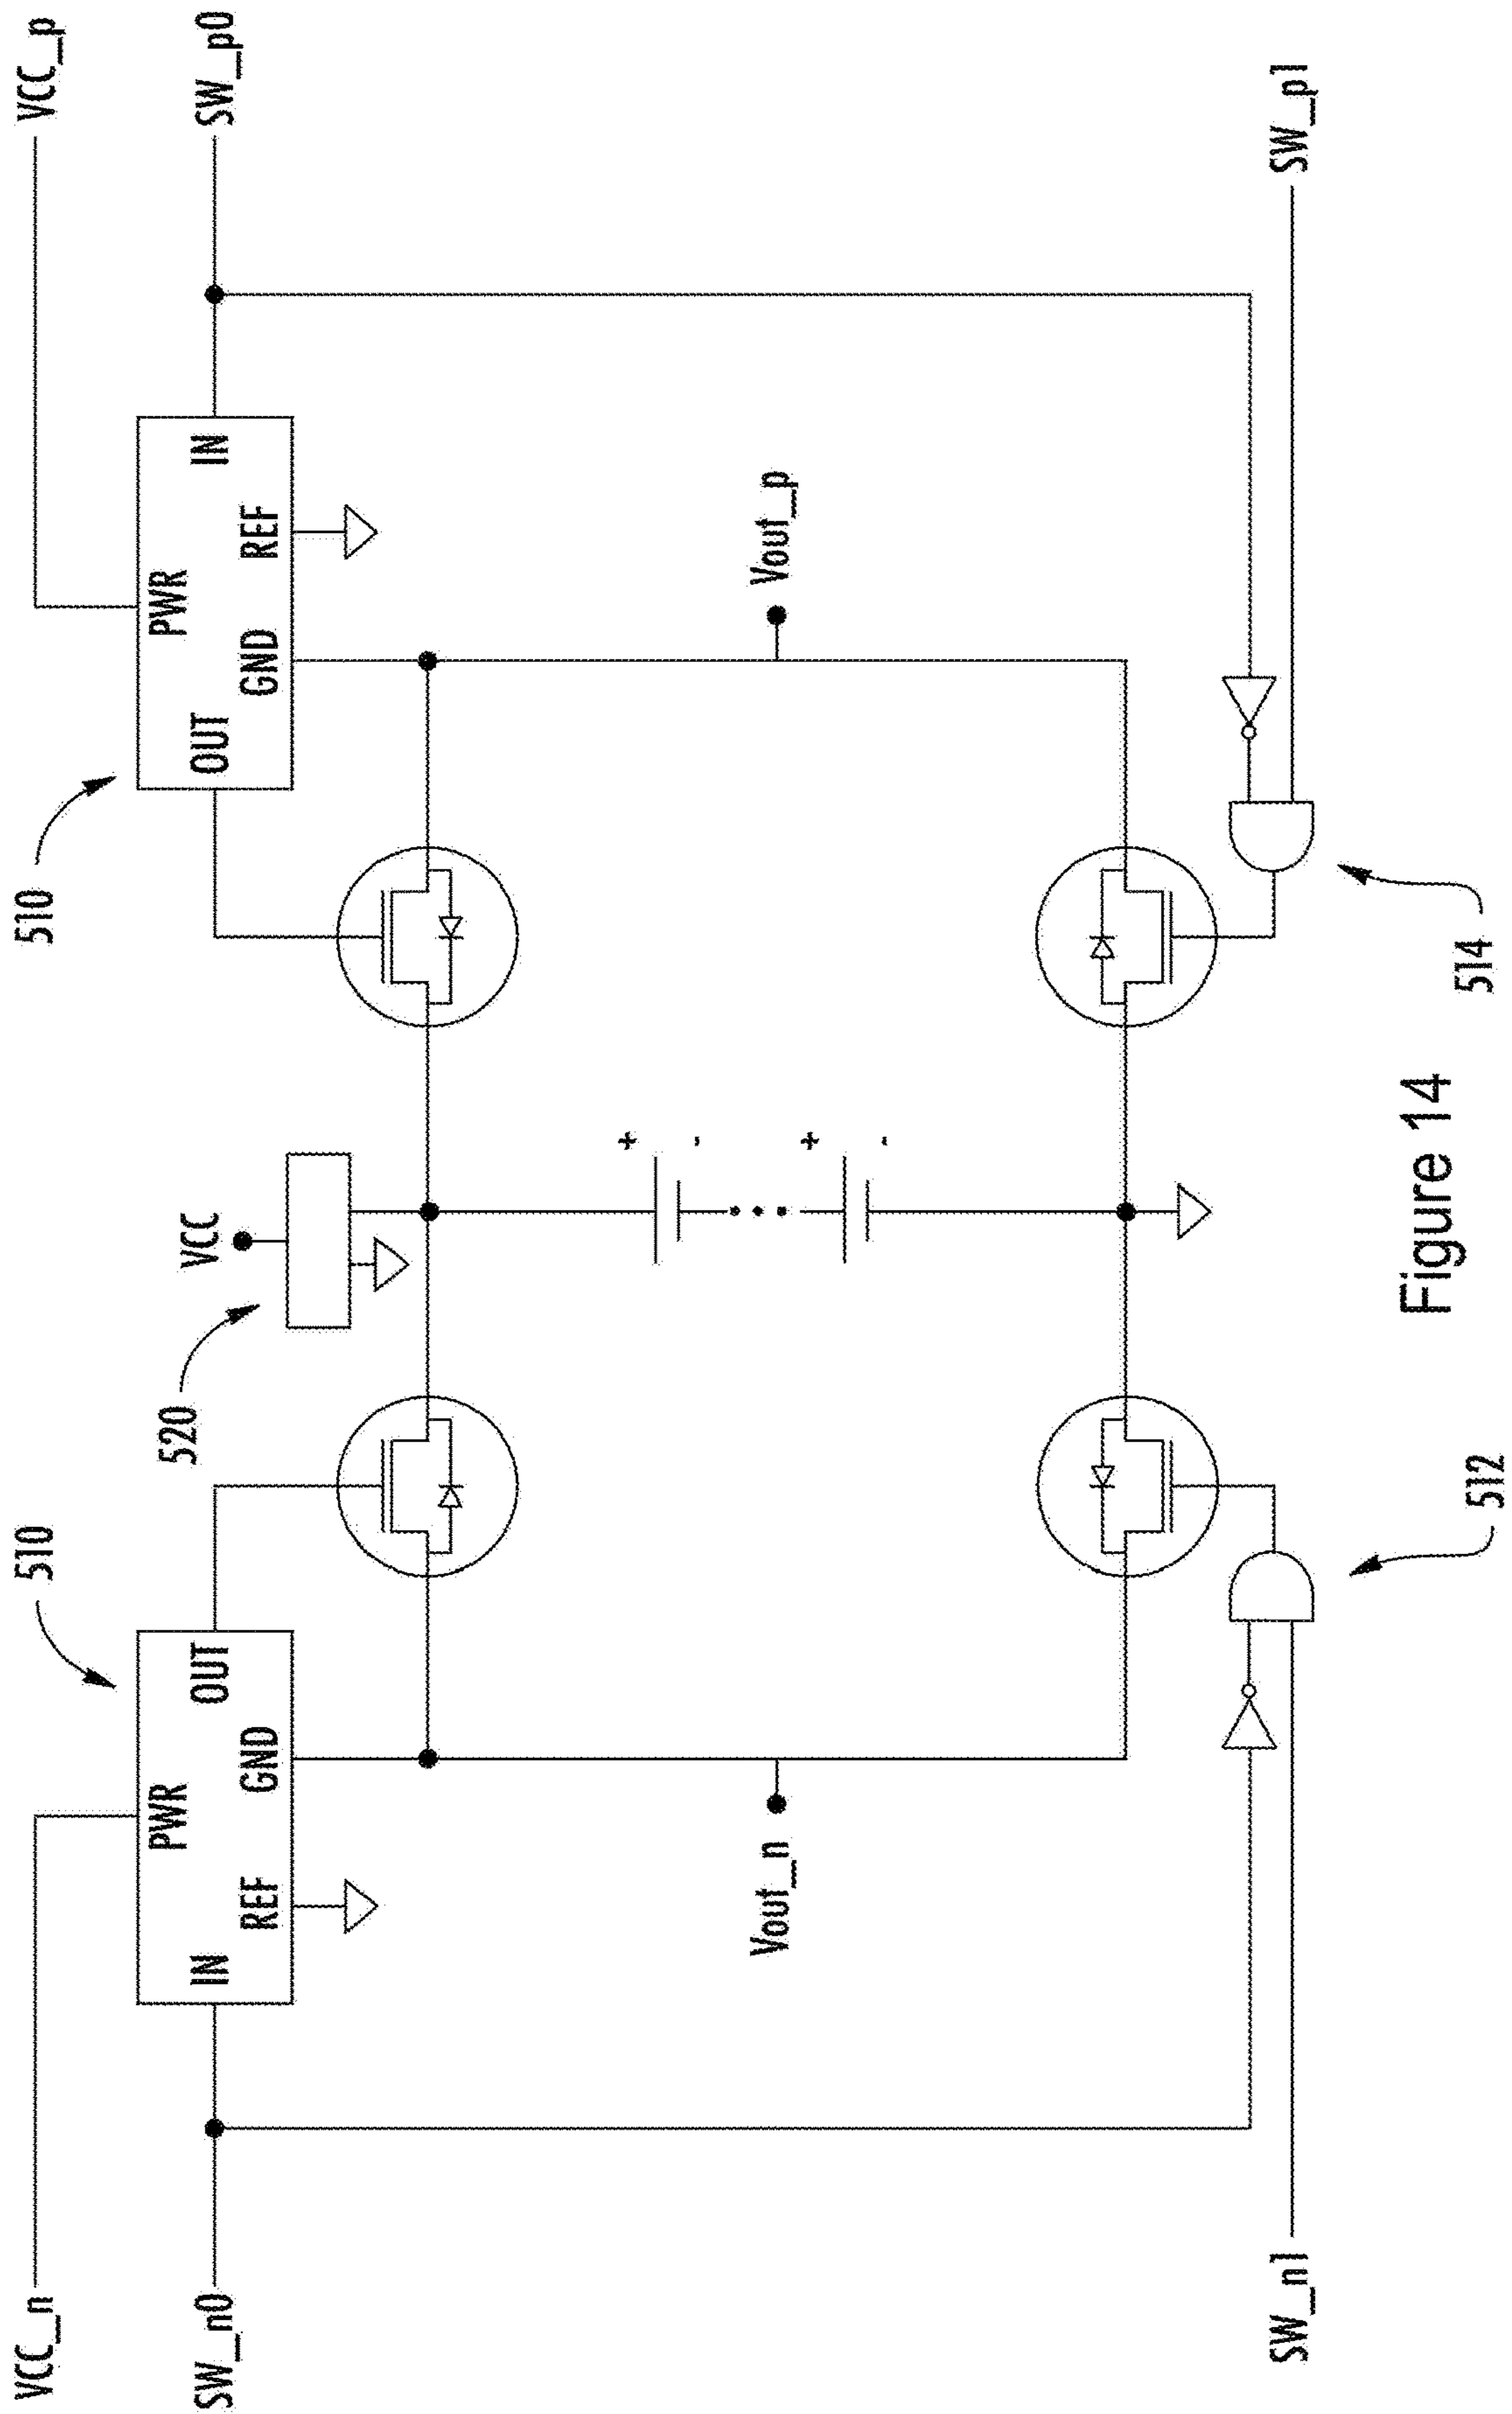 VCC_n
VCC_p
SW_n0
SW_p0
510
510
PWR
IN
OUT
REF
GND
PWR
OUT
IN
GND
REF
520
VCC
+
-
+
-
Vout_n
Vout_p
SW_n1
SW_p1
512
514
Figure 14